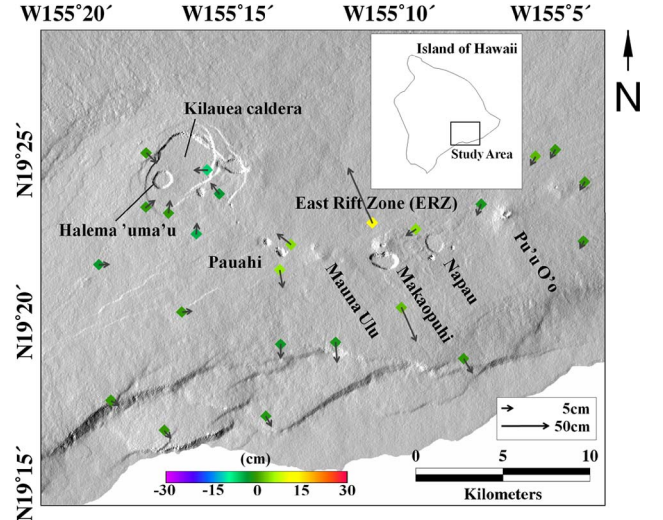 W155°20´ W155°15´ W155°10´ W155°5´
Island of Hawaii
Study Area
N
Kilauea caldera
N19°25´
Halema 'uma'u
East Rift Zone (ERZ)
Pauahi
Mauna Ulu
Makaopuhi
Napau
Pu'u O'o
N19°20´
5cm
50cm
(cm)
-30 -15 0 15 30
0 5 10
Kilometers
N19°15´